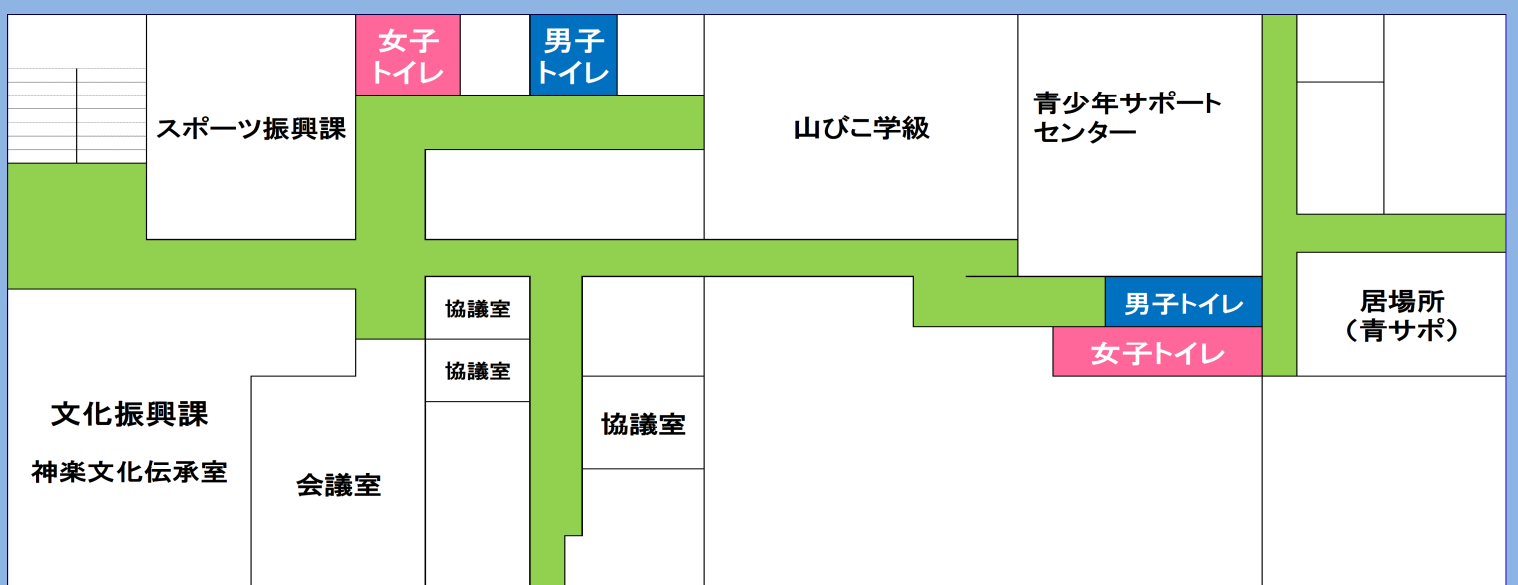 女子
トイレ
男子
トイレ
スポーツ振興課
山びこ学級
青少年サポート
センター
協議室
男子トイレ
居場所
（青サポ）
女子トイレ
協議室
文化振興課
協議室
神楽文化伝承室
会議室